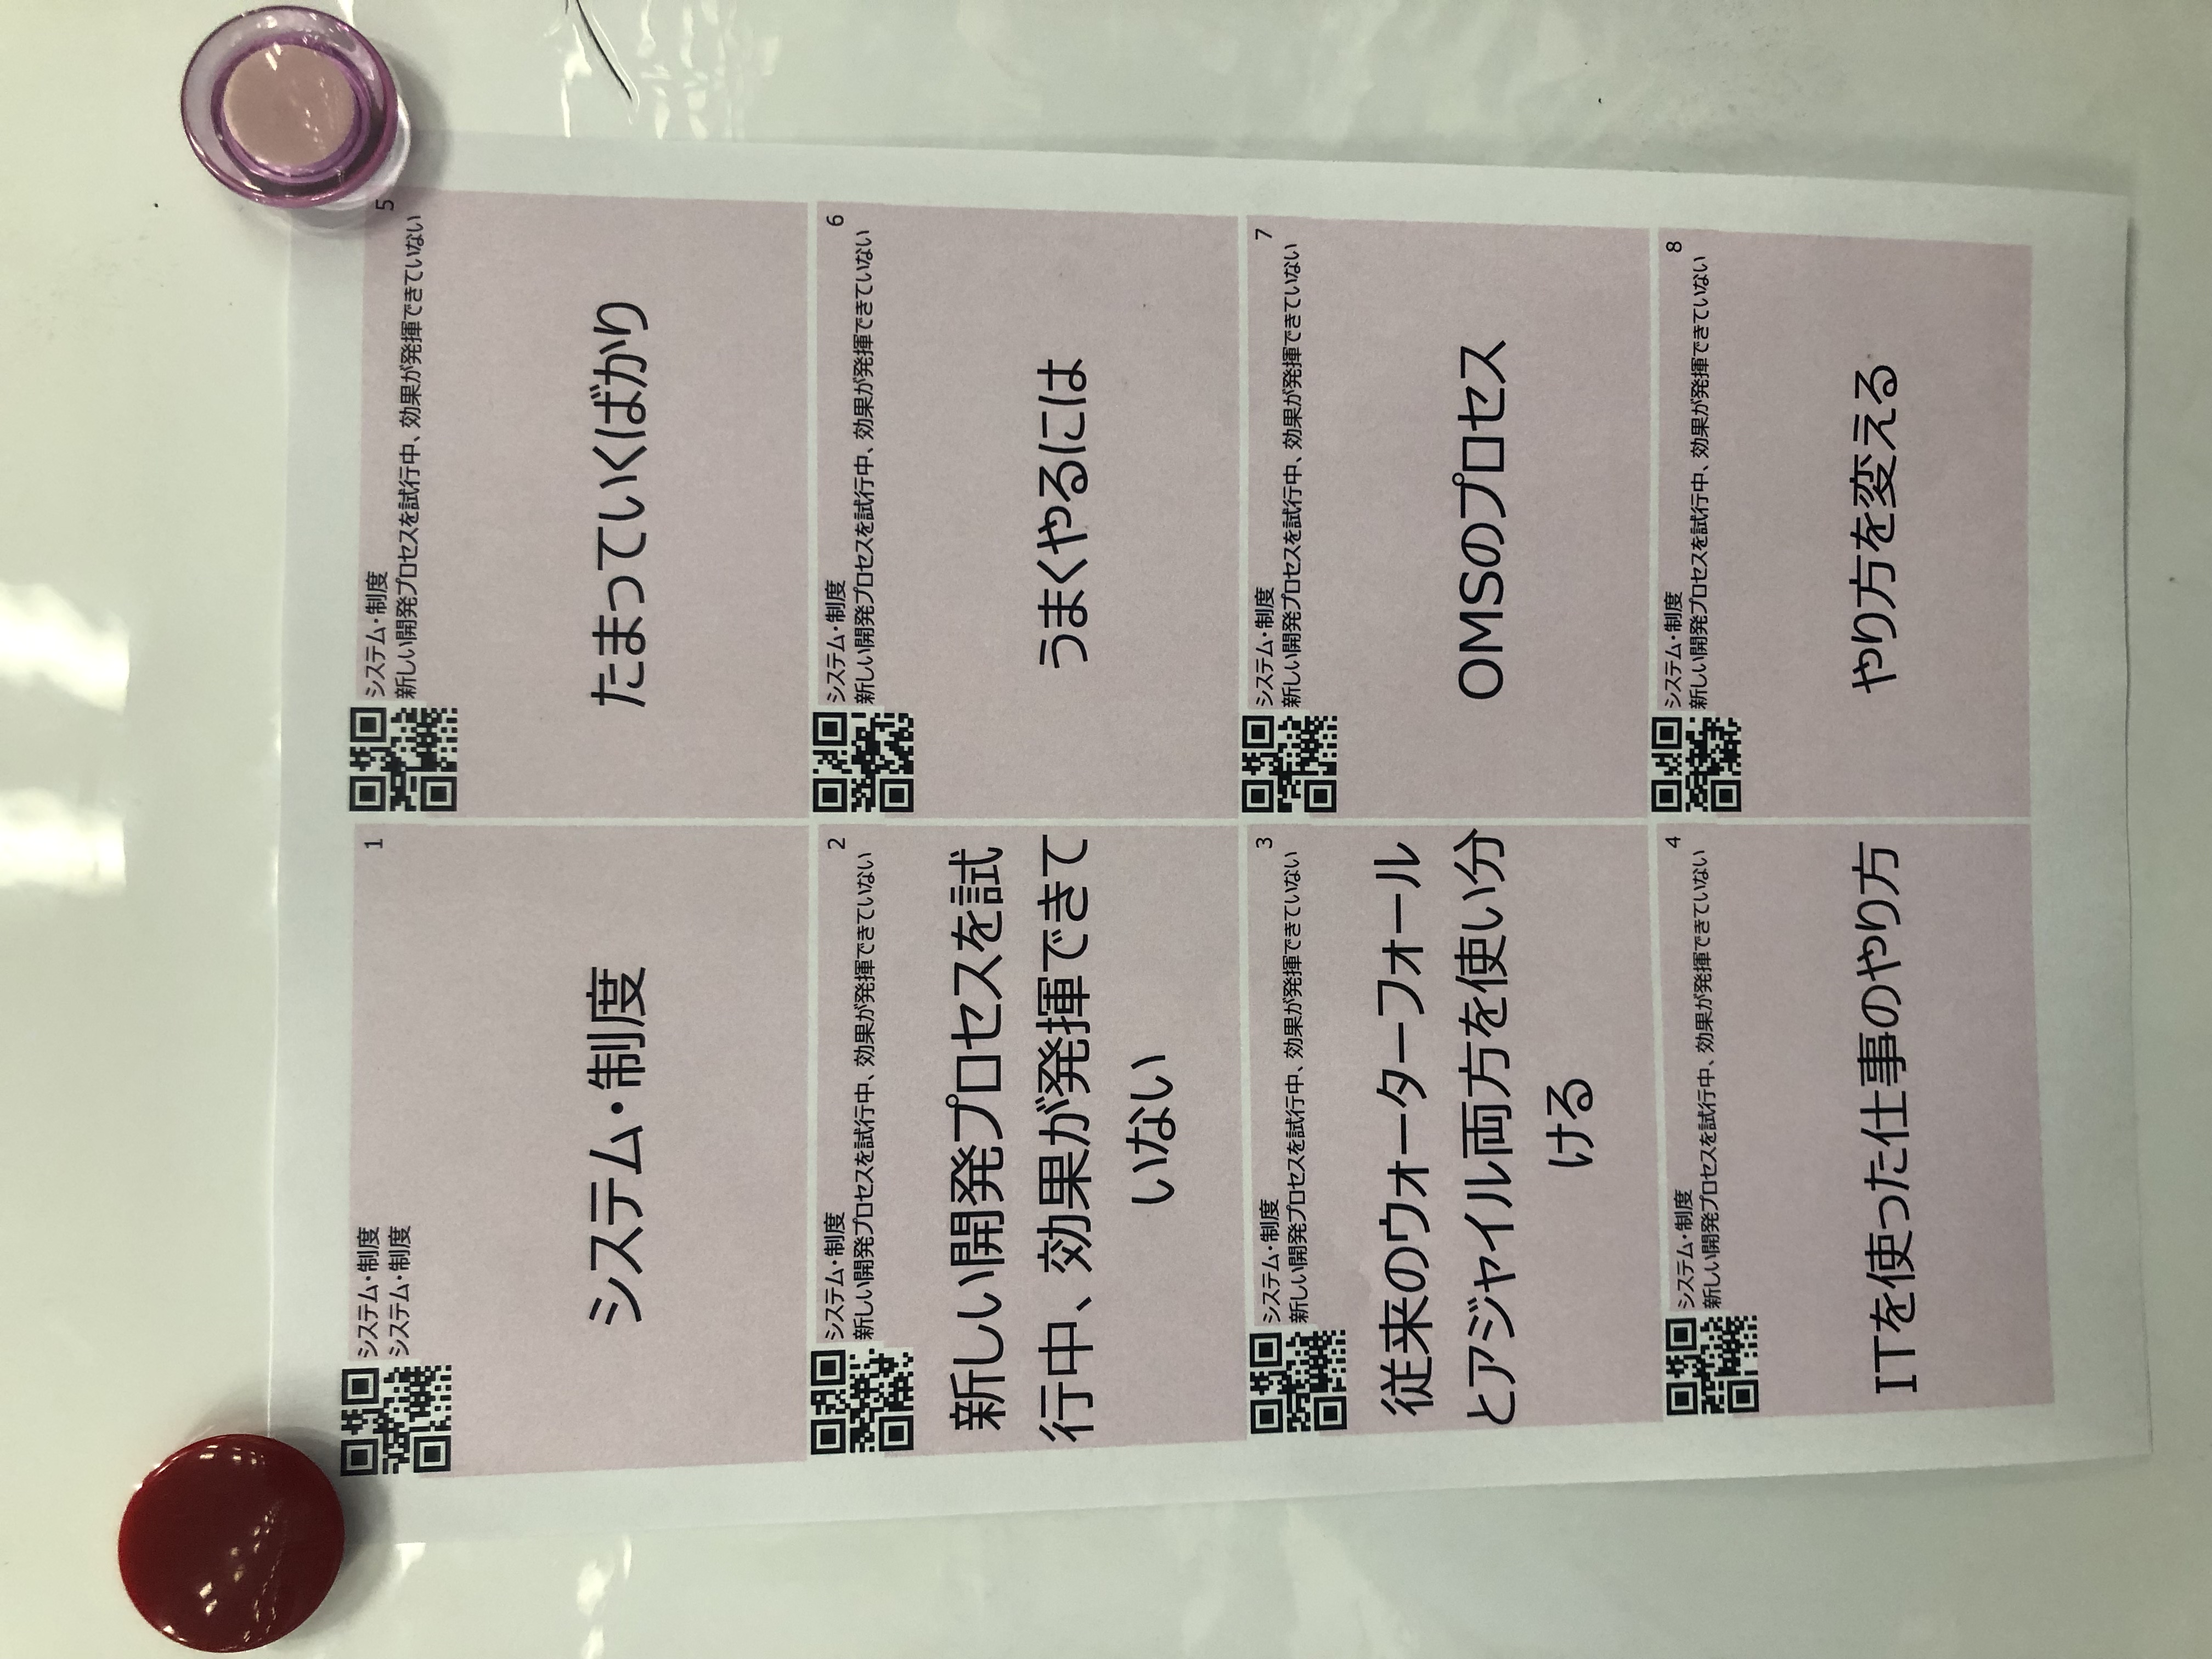 システム・制度
システム・制度
1
システム・制度
システム・制度
新しい開発プロセスを試行中、効果が発揮できていない
2
新しい開発プロセスを試
行中、効果が発揮できて
いない
システム・制度
新しい開発プロセスを試行中、効果が発揮できていない
3
従来のウォーターフォール
とアジャイル両方を使い分
ける
システム・制度
新しい開発プロセスを試行中、効果が発揮できていない
4
ITを使った仕事のやり方
システム・制度
新しい開発プロセスを試行中、効果が発揮できていない
5
たまっていくばかり
システム・制度
新しい開発プロセスを試行中、効果が発揮できていない
6
うまくやるには
システム・制度
新しい開発プロセスを試行中、効果が発揮できていない
7
OMSのプロセス
システム・制度
新しい開発プロセスを試行中、効果が発揮できていない
8
やり方を変える